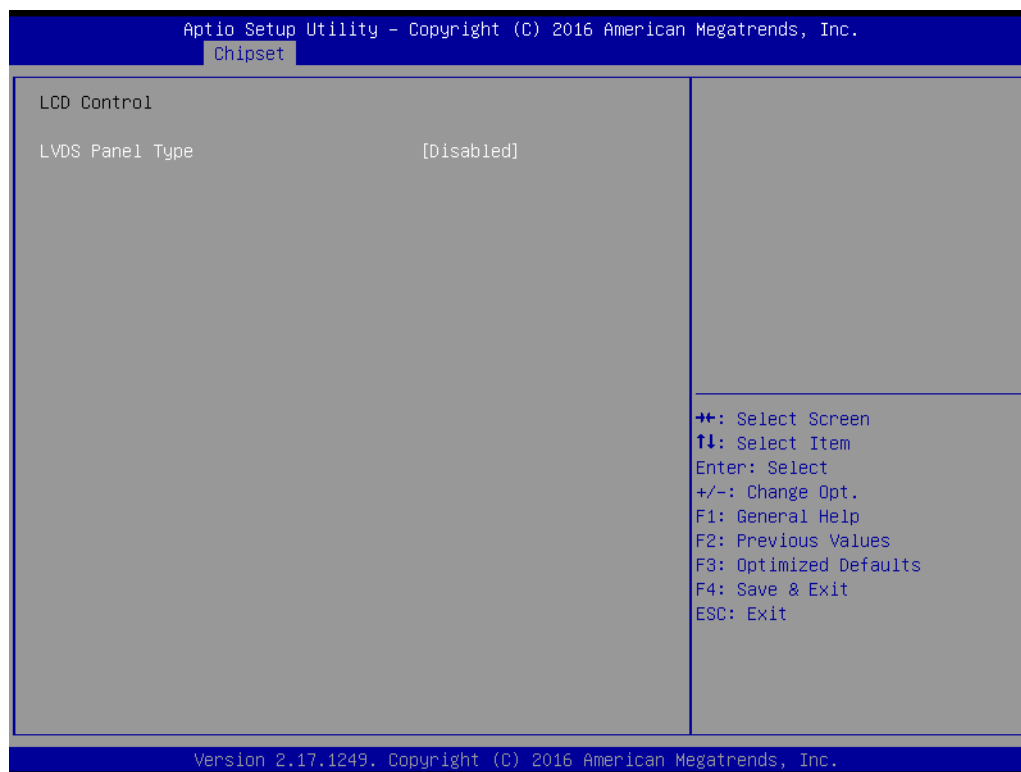 Aptio Setup Utility – Copyright (C) 2016 American Megatrends, Inc.
Chipset
LCD Control
LVDS Panel Type [Disabled]
→←: Select Screen
↑↓: Select Item
Enter: Select
+/-: Change Opt.
F1: General Help
F2: Previous Values
F3: Optimized Defaults
F4: Save & Exit
ESC: Exit
Version 2.17.1249. Copyright (C) 2016 American Megatrends, Inc.